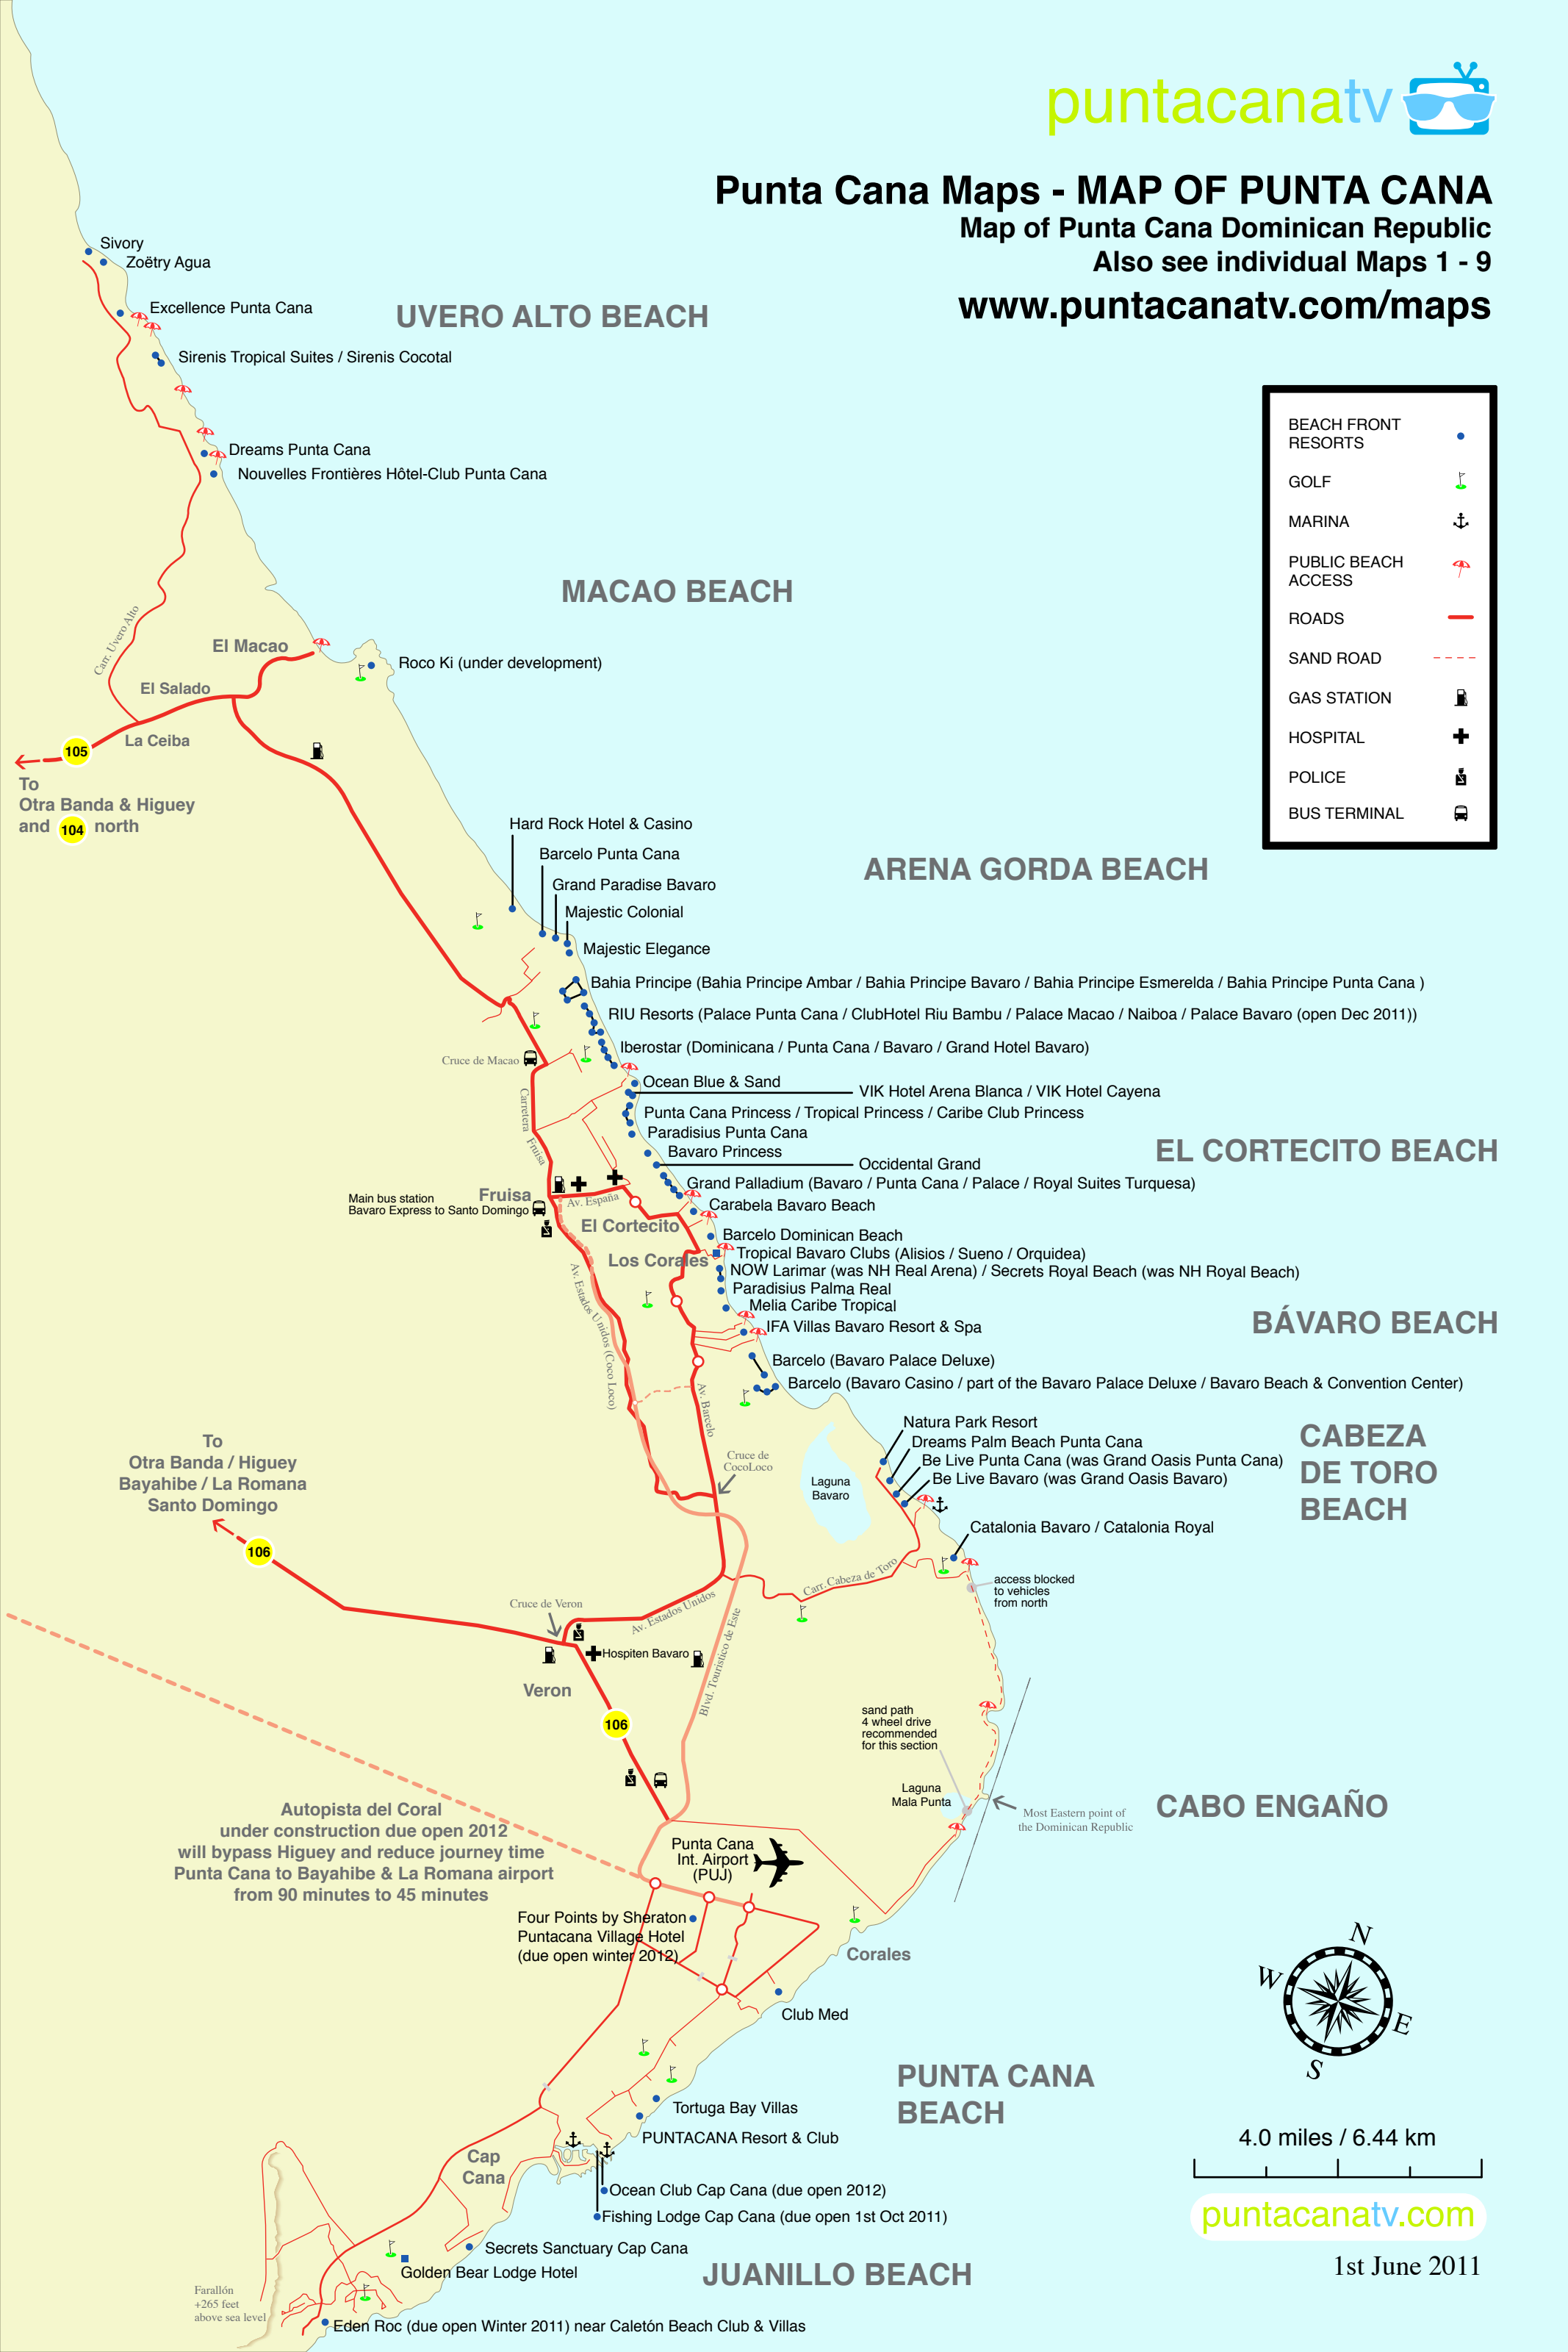 puntacanatv
Punta Cana Maps - MAP OF PUNTA CANA
Map of Punta Cana Dominican Republic
Also see individual Maps 1 - 9
www.puntacanatv.com/maps
Sivory
Zoëtry Agua
Excellence Punta Cana
UVERO ALTO BEACH
Sirenis Tropical Suites / Sirenis Cocotal
Dreams Punta Cana
Nouvelles Frontières Hôtel-Club Punta Cana
BEACH FRONT
RESORTS
GOLF
MARINA
PUBLIC BEACH
ACCESS
ROADS
SAND ROAD
GAS STATION
HOSPITAL
POLICE
BUS TERMINAL
MACAO BEACH
Carr. Uvero Alto
El Macao
Roco Ki (under development)
El Salado
La Ceiba
105
To
Otra Banda & Higuey
and 104 north
Hard Rock Hotel & Casino
Barcelo Punta Cana
ARENA GORDA BEACH
Grand Paradise Bavaro
Majestic Colonial
Majestic Elegance
Bahia Principe (Bahia Principe Ambar / Bahia Principe Bavaro / Bahia Principe Esmerelda / Bahia Principe Punta Cana )
RIU Resorts (Palace Punta Cana / ClubHotel Riu Bambu / Palace Macao / Naiboa / Palace Bavaro (open Dec 2011))
Iberostar (Dominicana / Punta Cana / Bavaro / Grand Hotel Bavaro)
Cruce de Macao
Ocean Blue & Sand
VIK Hotel Arena Blanca / VIK Hotel Cayena
Carretera Fruisa
Punta Cana Princess / Tropical Princess / Caribe Club Princess
Paradisius Punta Cana
EL CORTECITO BEACH
Bavaro Princess
Occidental Grand
Grand Palladium (Bavaro / Punta Cana / Palace / Royal Suites Turquesa)
Fruisa
Main bus station
Bavaro Express to Santo Domingo
Av. España
Carabela Bavaro Beach
El Cortecito
Barcelo Dominican Beach
Los Corales
Tropical Bavaro Clubs (Alisios / Sueno / Orquidea)
NOW Larimar (was NH Real Arena) / Secrets Royal Beach (was NH Royal Beach)
Paradisius Palma Real
Melia Caribe Tropical
BÁVARO BEACH
IFA Villas Bavaro Resort & Spa
Av. Estados Unidos (Coco Loco)
Barcelo (Bavaro Palace Deluxe)
Barcelo (Bavaro Casino / part of the Bavaro Palace Deluxe / Bavaro Beach & Convention Center)
Av. Barcelo
Natura Park Resort
Dreams Palm Beach Punta Cana
Be Live Punta Cana (was Grand Oasis Punta Cana)
Be Live Bavaro (was Grand Oasis Bavaro)
CABEZA
DE TORO
BEACH
To
Otra Banda / Higuey
Bayahibe / La Romana
Santo Domingo
Cruce de
CocoLoco
Laguna
Bavaro
Catalonia Bavaro / Catalonia Royal
106
Carr. Cabeza de Toro
access blocked
to vehicles
from north
Cruce de Veron
Av. Estados Unidos
Hospiten Bavaro
Blvd. Touristico de Este
Veron
106
sand path
4 wheel drive
recommended
for this section
Laguna
Mala Punta
Most Eastern point of
the Dominican Republic
CABO ENGAÑO
Autopista del Coral
under construction due open 2012
will bypass Higuey and reduce journey time
Punta Cana to Bayahibe & La Romana airport
from 90 minutes to 45 minutes
Punta Cana
Int. Airport
(PUJ)
Four Points by Sheraton
Puntacana Village Hotel
(due open winter 2012)
Corales
Club Med
N
W
E
S
PUNTA CANA
BEACH
Tortuga Bay Villas
PUNTACANA Resort & Club
4.0 miles / 6.44 km
Cap
Cana
Ocean Club Cap Cana (due open 2012)
Fishing Lodge Cap Cana (due open 1st Oct 2011)
puntacanatv.com
Secrets Sanctuary Cap Cana
Golden Bear Lodge Hotel
JUANILLO BEACH
1st June 2011
Farallón
+265 feet
above sea level
Eden Roc (due open Winter 2011) near Caletón Beach Club & Villas